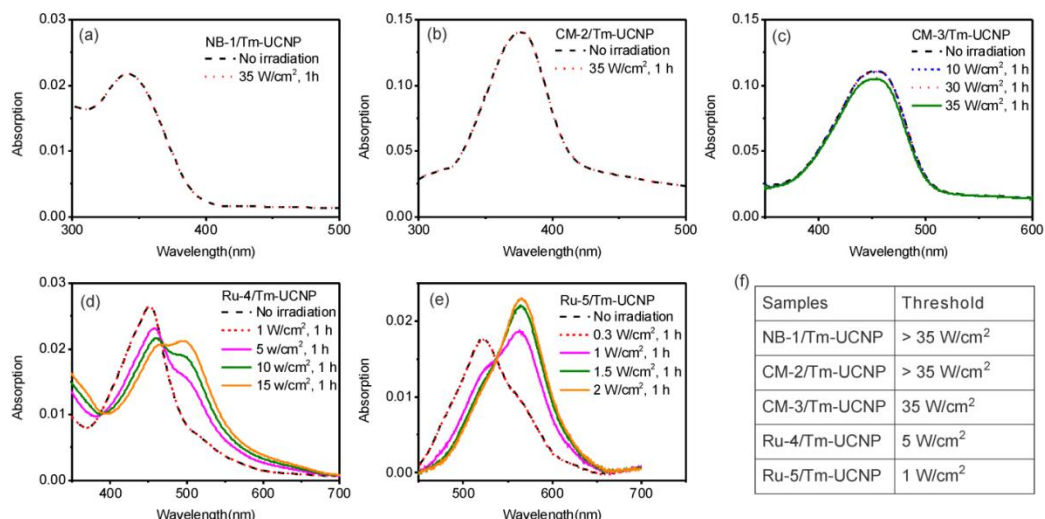 (a)
NB-1/Tm-UCNP
No irradiation
35 W/cm², 1h
0.03
0.02
0.01
0.00
Absorption
300 400 500
Wavelength(nm)
(b)
CM-2/Tm-UCNP
No irradiation
35 W/cm², 1 h
0.15
0.10
0.05
0.00
Absorption
300 400 500
Wavelength(nm)
(c)
CM-3/Tm-UCNP
No irradiation
10 W/cm², 1 h
30 W/cm², 1 h
35 W/cm², 1 h
0.15
0.10
0.05
0.00
Absorption
400 500 600
Wavelength(nm)
(d)
Ru-4/Tm-UCNP
No irradiation
1 W/cm², 1 h
5 w/cm², 1 h
10 w/cm², 1 h
15 w/cm², 1 h
0.03
0.02
0.01
0.00
Absorption
400 500 600 700
Wavelength(nm)
(e)
Ru-5/Tm-UCNP
No irradiation
0.3 W/cm², 1 h
1 W/cm², 1 h
1.5 W/cm², 1 h
2 W/cm², 1 h
0.02
0.01
0.00
Absorption
500 600 700
Wavelength(nm)
(f)
Samples Threshold
NB-1/Tm-UCNP > 35 W/cm²
CM-2/Tm-UCNP > 35 W/cm²
CM-3/Tm-UCNP 35 W/cm²
Ru-4/Tm-UCNP 5 W/cm²
Ru-5/Tm-UCNP 1 W/cm²